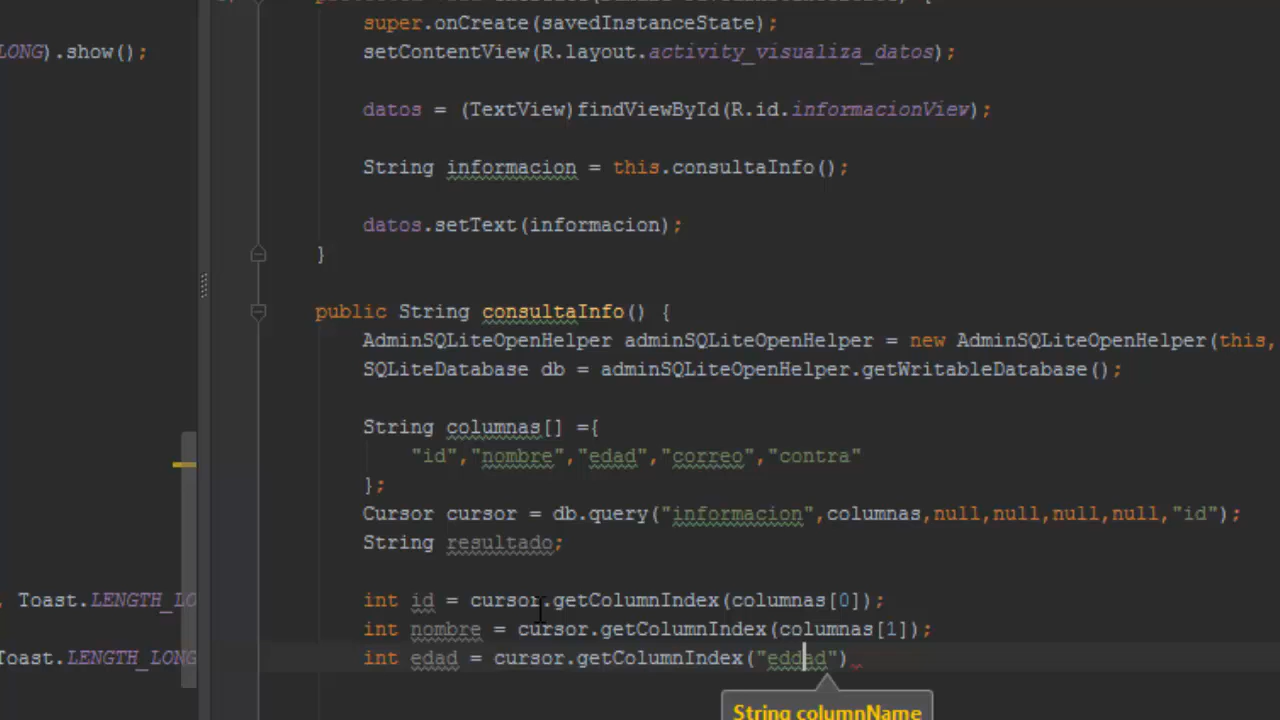 super.onCreate(savedInstanceState);
LONG).show();
setContentView(R.layout.activity_visualiza_datos);
datos = (TextView)findViewById(R.id.informacionView);
String informacion = this.consultaInfo();
datos.setText(informacion);
}
public String consultaInfo() {
AdminSQLiteOpenHelper adminSQLiteOpenHelper = new AdminSQLiteOpenHelper(this,
SQLiteDatabase db = adminSQLiteOpenHelper.getWritableDatabase();
String columnas[] ={
"id","nombre","edad","correo","contra"
};
Cursor cursor = db.query("informacion",columnas,null,null,null,null,"id");
String resultado;
, Toast.LENGTH_LO
int id = cursor.getColumnIndex(columnas[0]);
int nombre = cursor.getColumnIndex(columnas[1]);
Toast.LENGTH_LONG
int edad = cursor.getColumnIndex("eddad")
String columnName